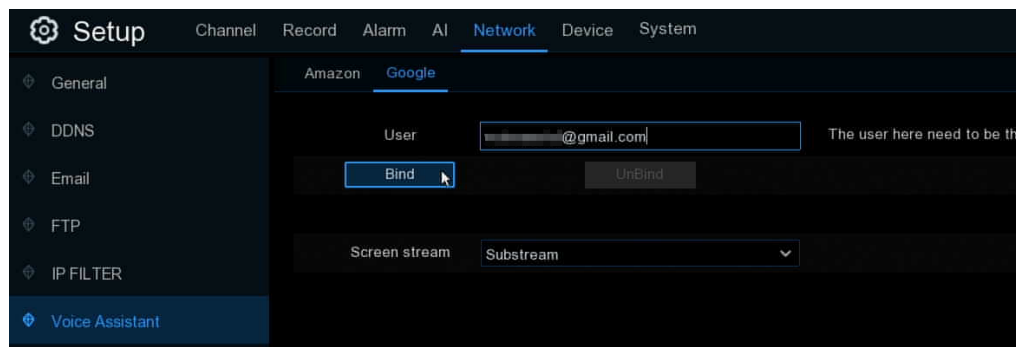 Setup Channel Record Alarm AI Network Device System
General
DDNS
Email
FTP
IP FILTER
Voice Assistant
Amazon Google
User @gmail.com The user here need to be
Bind UnBind
Screen stream Substream